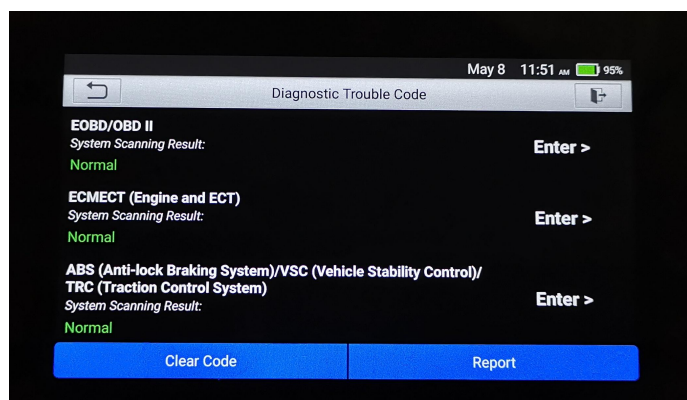 May 8 11:51 AM 95%
Diagnostic Trouble Code
EOBD/OBD II
System Scanning Result:
Enter >
Normal
ECMECT (Engine and ECT)
System Scanning Result:
Enter >
Normal
ABS (Anti-lock Braking System)/VSC (Vehicle Stability Control)/
TRC (Traction Control System)
System Scanning Result:
Enter >
Normal
Clear Code
Report